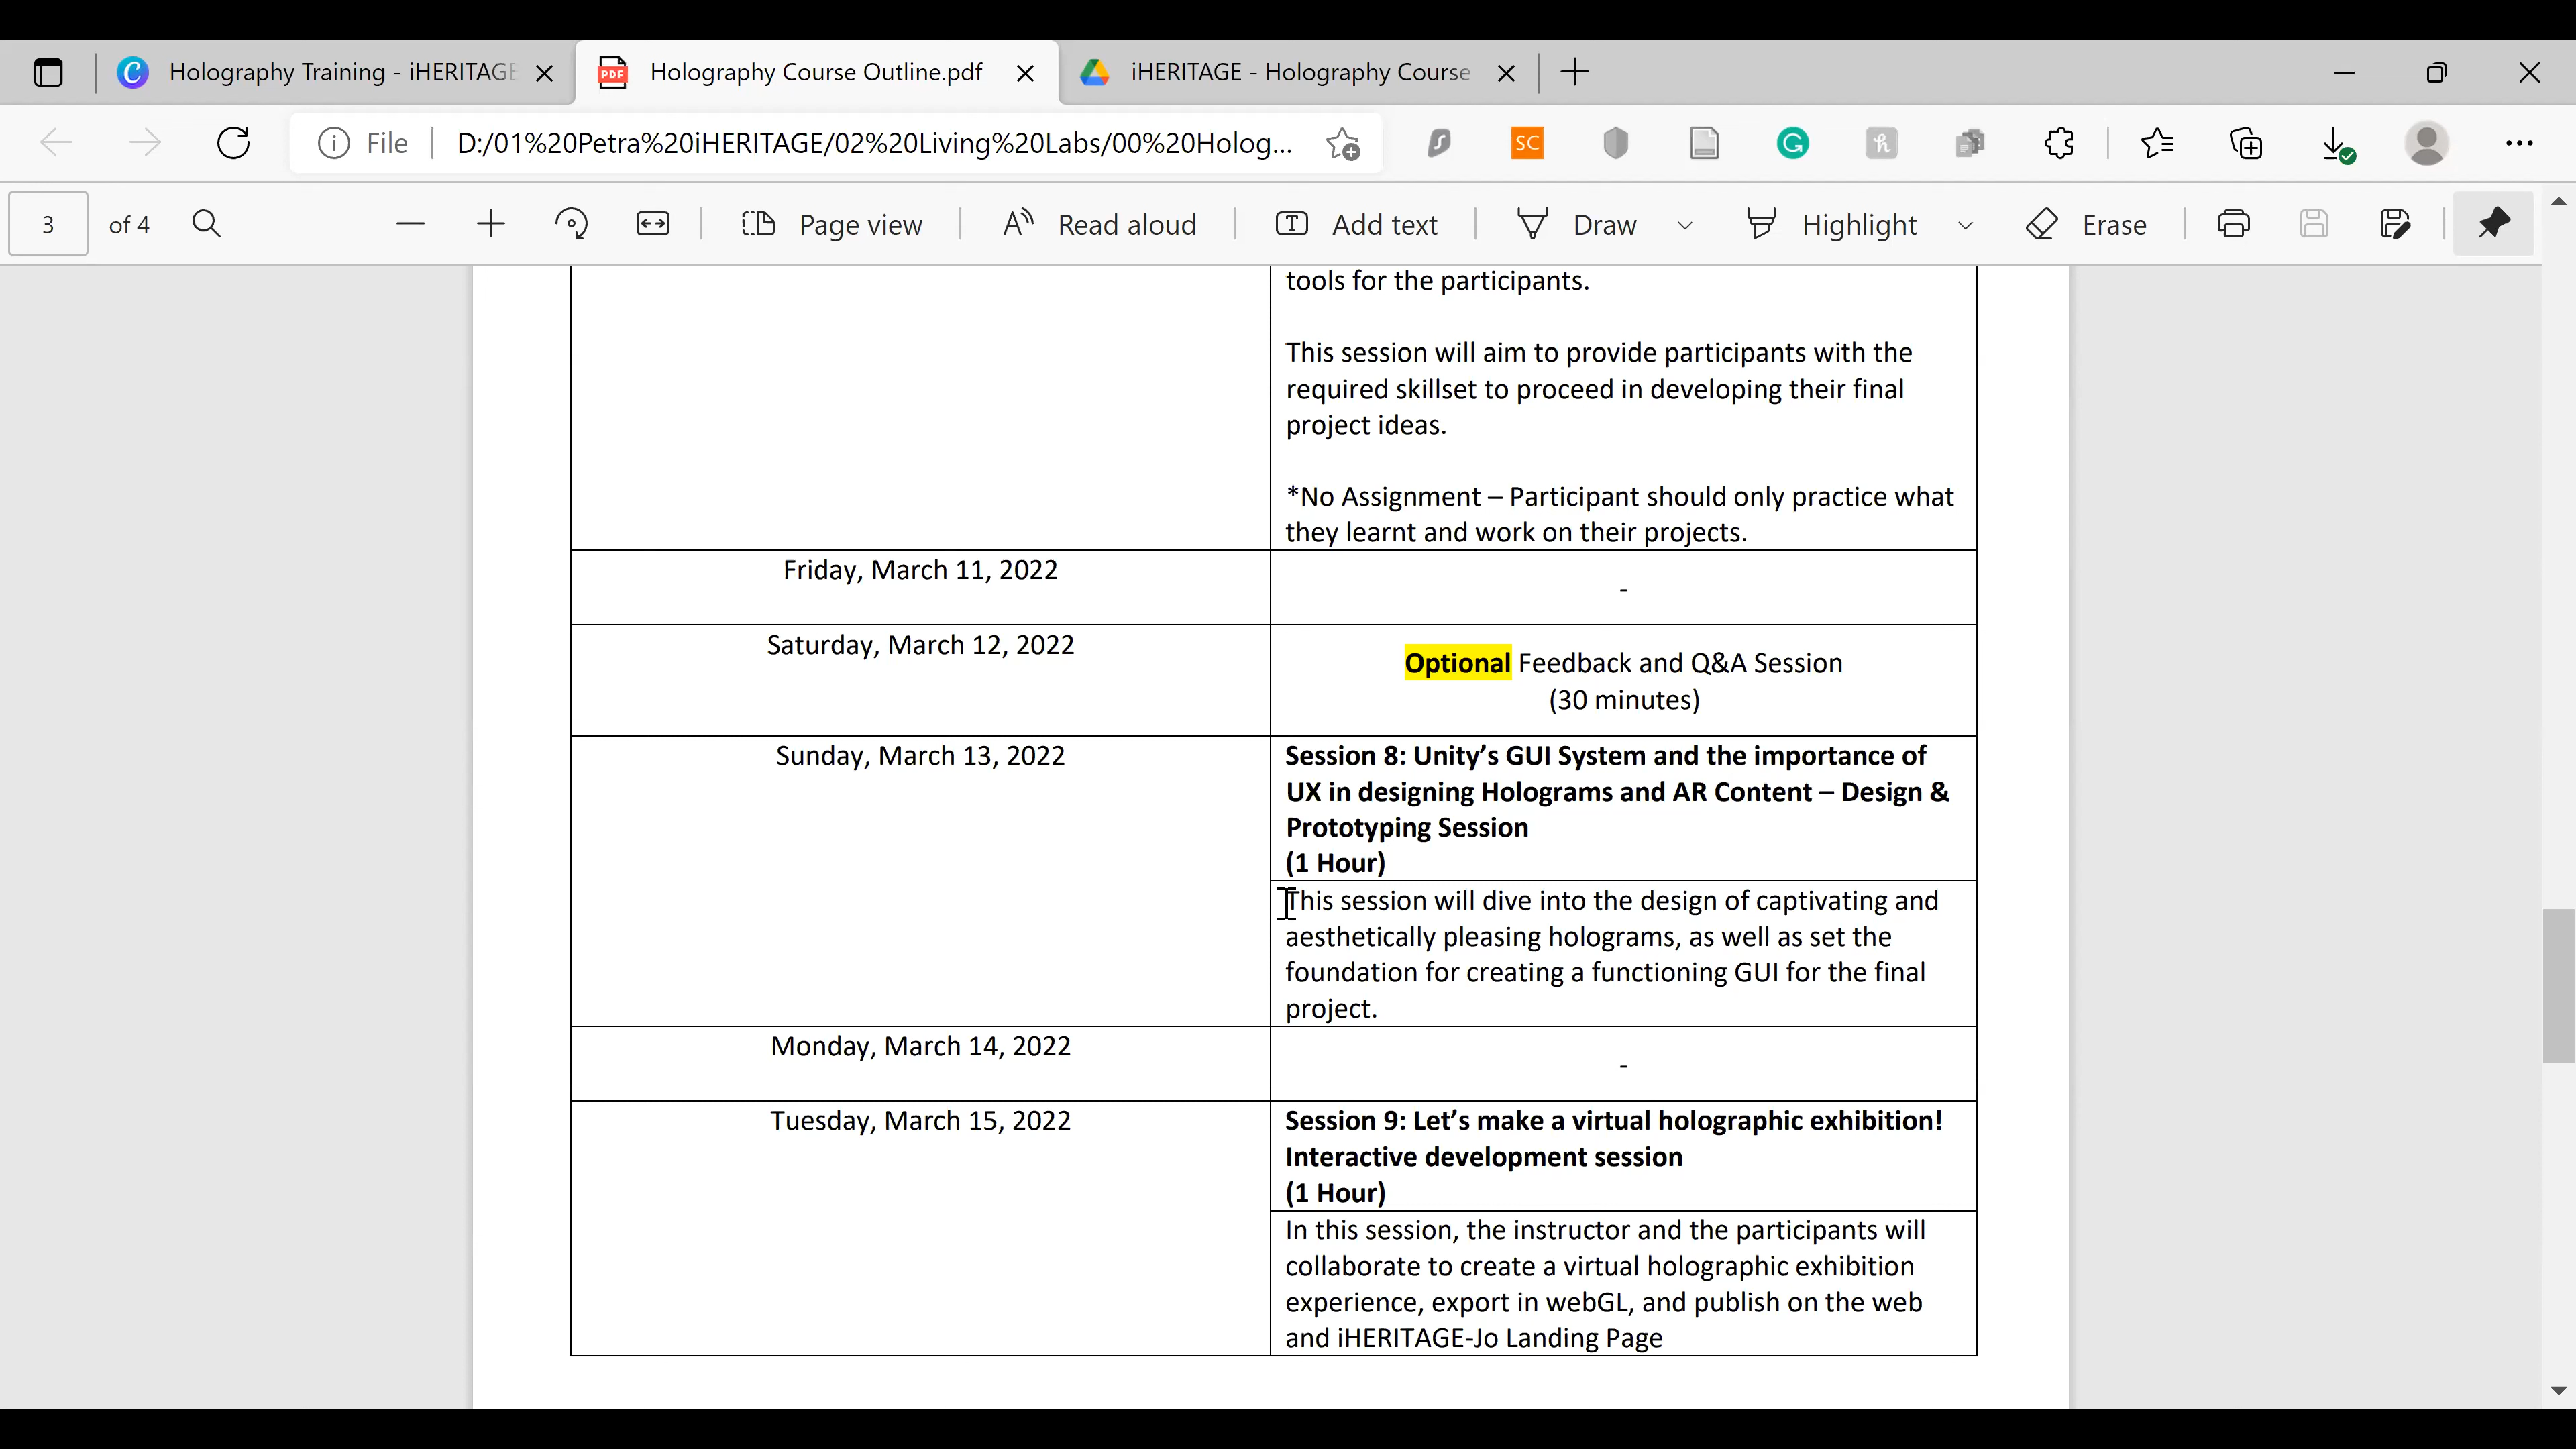 Holography Training - iHERITAGE
Holography Course Outline.pdf
iHERITAGE - Holography Course
File
D:/01%20Petra%20iHERITAGE/02%20Living%20Labs/00%20Holog...
SC
3
of 4
Page view
Read aloud
Add text
Draw
Highlight
Erase
tools for the participants.
This session will aim to provide participants with the
required skillset to proceed in developing their final
project ideas.
*No Assignment – Participant should only practice what
they learnt and work on their projects.
Friday, March 11, 2022
-
Saturday, March 12, 2022
Optional Feedback and Q&A Session
(30 minutes)
Sunday, March 13, 2022
Session 8: Unity’s GUI System and the importance of
UX in designing Holograms and AR Content – Design &
Prototyping Session
(1 Hour)
This session will dive into the design of captivating and
aesthetically pleasing holograms, as well as set the
foundation for creating a functioning GUI for the final
project.
Monday, March 14, 2022
-
Tuesday, March 15, 2022
Session 9: Let’s make a virtual holographic exhibition!
Interactive development session
(1 Hour)
In this session, the instructor and the participants will
collaborate to create a virtual holographic exhibition
experience, export in webGL, and publish on the web
and iHERITAGE-Jo Landing Page